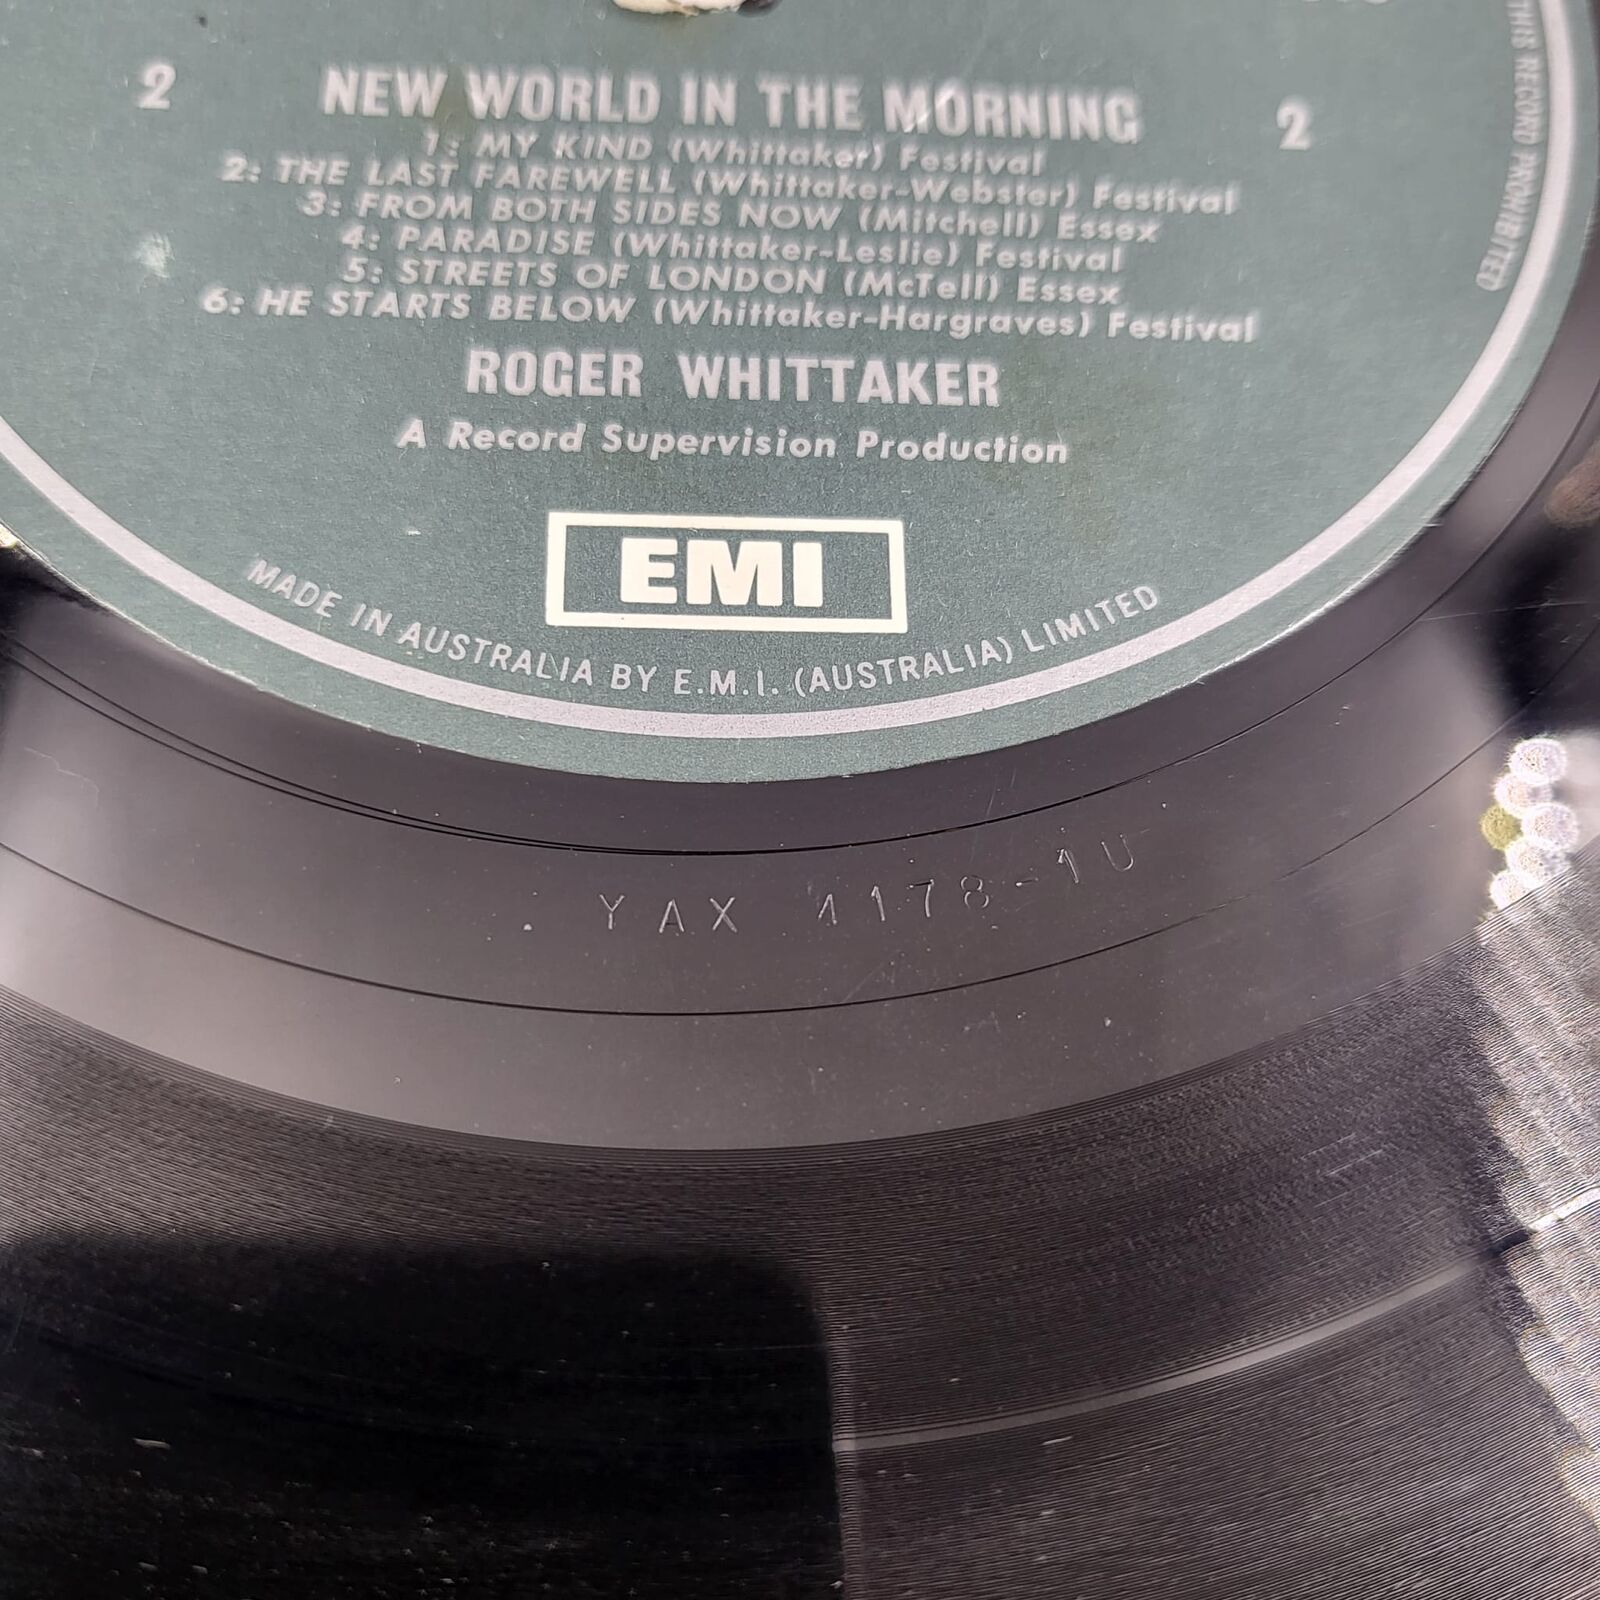 2 NEW WORLD IN THE MORNING 2
1: MY KIND (Whittaker) Festival
2: THE LAST FAREWELL (Whittaker-Webster) Festival
3: FROM BOTH SIDES NOW (Mitchell) Essex
4: PARADISE (Whittaker-Leslie) Festival
5: STREETS OF LONDON (McTell) Essex
6: HE STARTS BELOW (Whittaker-Hargraves) Festival
ROGER WHITTAKER
A Record Supervision Production
EMI
MADE IN AUSTRALIA BY E.M.I. (AUSTRALIA) LIMITED
THIS RECORD PROHIBITED
YAX 4178-1U